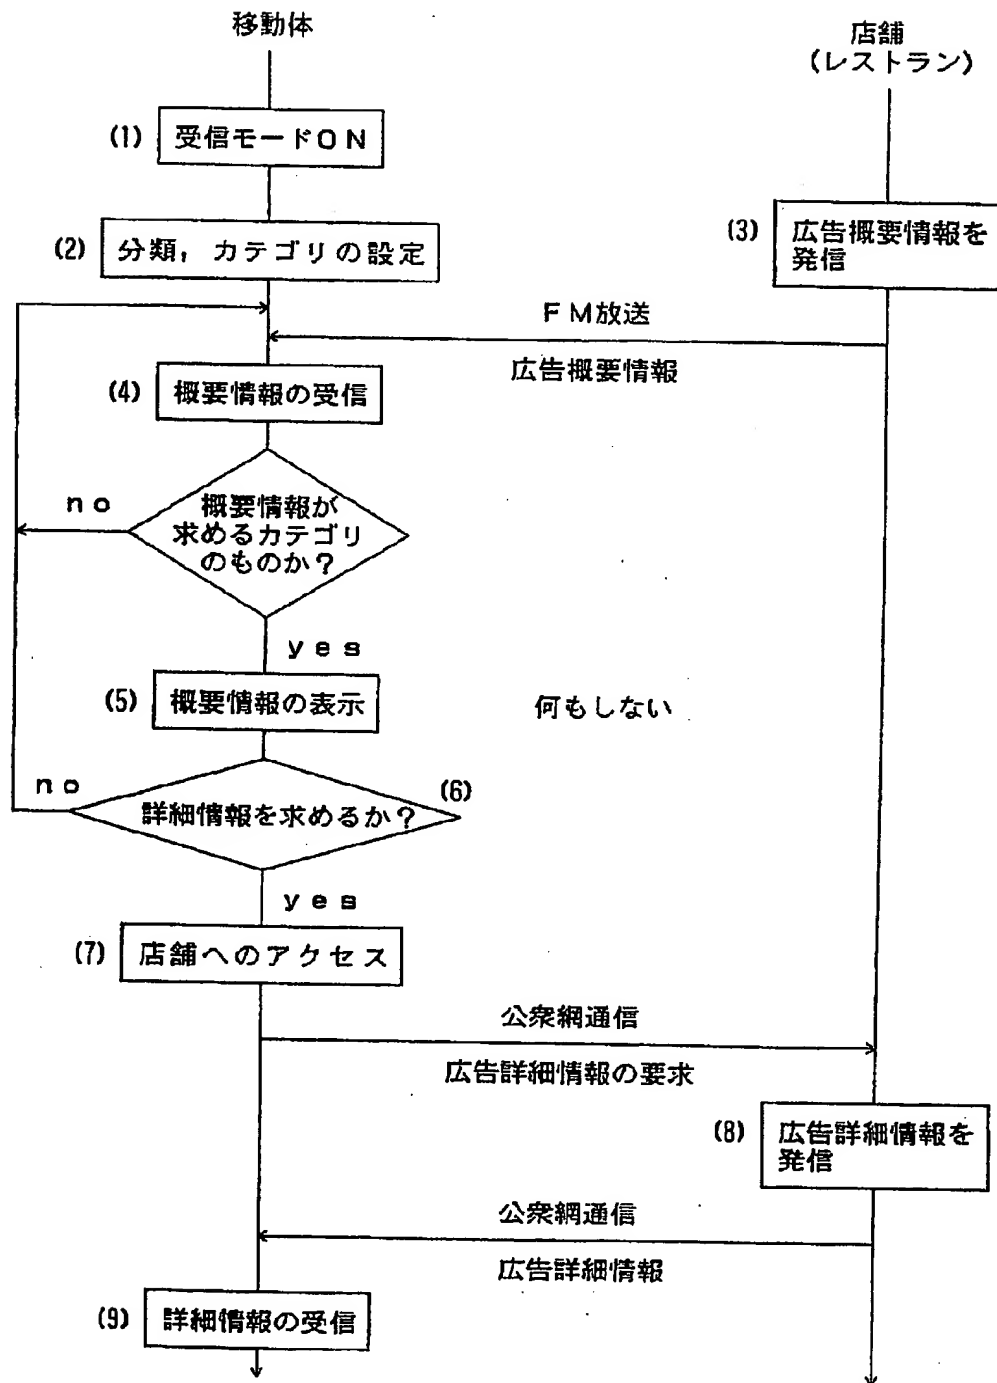 移動体
店舗
(レストラン)
(1) 受信モードON
(2) 分類,カテゴリの設定
(3) 広告概要情報を
発信
FM放送
広告概要情報
(4) 概要情報の受信
no
概要情報が
求めるカテゴリ
のものか?
yes
(5) 概要情報の表示
何もしない
no
(6)
詳細情報を求めるか?
yes
(7) 店舗へのアクセス
公衆網通信
広告詳細情報の要求
(8) 広告詳細情報を
発信
公衆網通信
広告詳細情報
(9) 詳細情報の受信